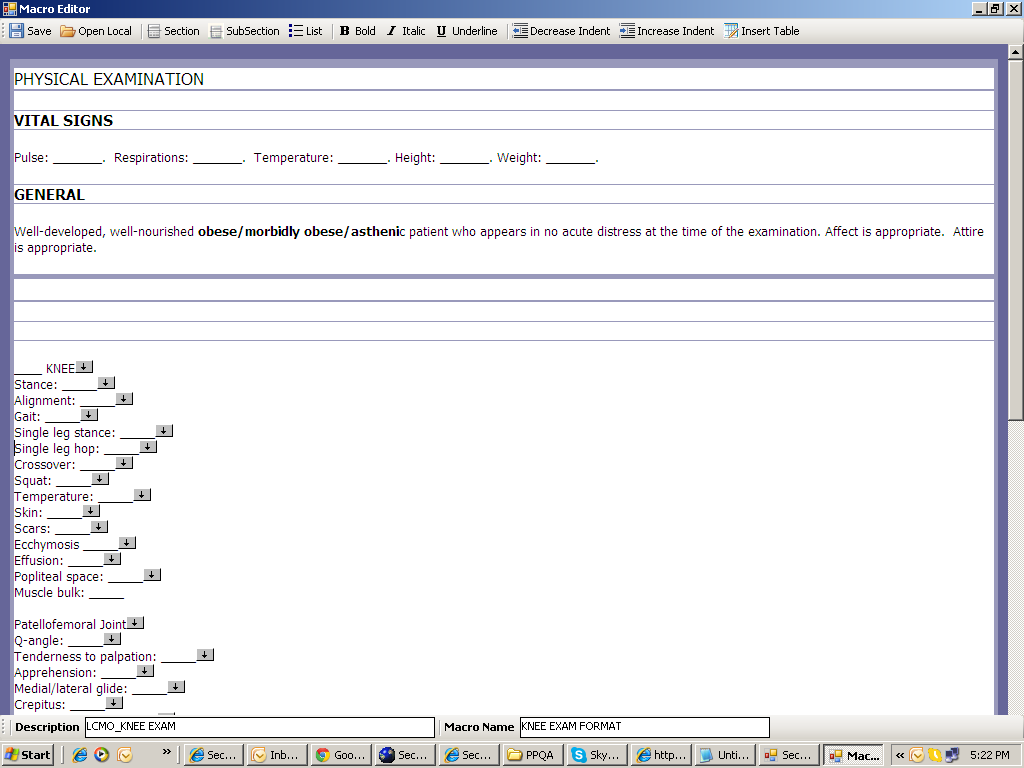 Macro Editor
Save Open Local Section SubSection List B Bold I Italic U Underline Decrease Indent Increase Indent Insert Table
PHYSICAL EXAMINATION
VITAL SIGNS
Pulse: _______. Respirations: _______. Temperature: _______. Height: _______. Weight: _______.
GENERAL
Well-developed, well-nourished obese/morbidly obese/asthenic patient who appears in no acute distress at the time of the examination. Affect is appropriate. Attire
is appropriate.
____ KNEE
Stance: _____
Alignment: _____
Gait: _____
Single leg stance: _____
Single leg hop: _____
Crossover: _____
Squat: _____
Temperature: _____
Skin: _____
Scars: _____
Ecchymosis _____
Effusion: _____
Popliteal space: _____
Muscle bulk: _____
Patellofemoral Joint
Q-angle: _____
Tenderness to palpation: _____
Apprehension: _____
Medial/lateral glide: _____
Crepitus: _____
Description LCMO_KNEE EXAM Macro Name KNEE EXAM FORMAT
Start » Sec... Inb... Goo... Sec... Sec... PPQA Sky... http... Unti... Sec... Mac... « 5:22 PM